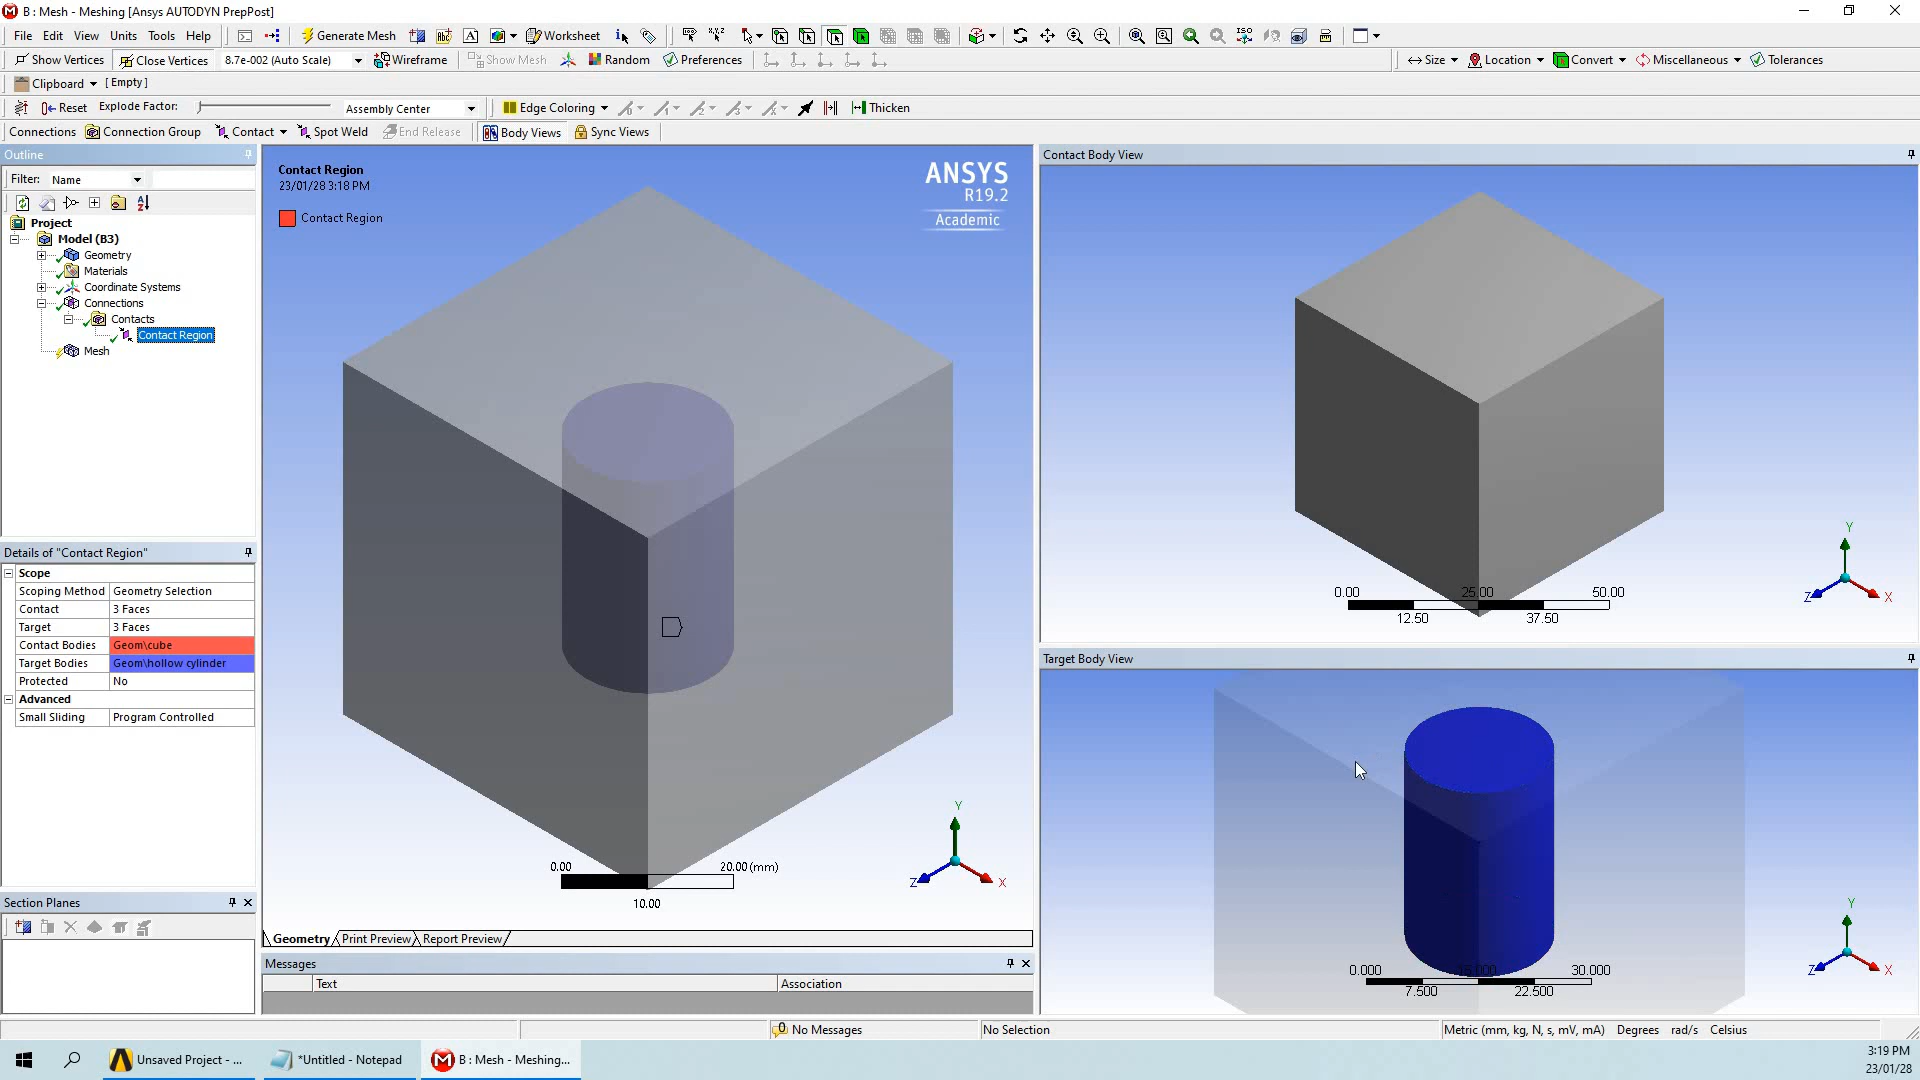 B : Mesh - Meshing [Ansys AUTODYN PrepPost]
File Edit View Units Tools Help Generate Mesh Worksheet
Show Vertices Close Vertices 8.7e-002 (Auto Scale) Wireframe Show Mesh Random Preferences Size Location Convert Miscellaneous Tolerances
Clipboard [ Empty ]
Reset Explode Factor: Assembly Center Edge Coloring Thicken
Connections Connection Group Contact Spot Weld End Release Body Views Sync Views
Outline
Filter: Name
Project
Model (B3)
Geometry
Materials
Coordinate Systems
Connections
Contacts
Contact Region
Mesh
Details of "Contact Region"
Scope
Scoping Method Geometry Selection
Contact 3 Faces
Target 3 Faces
Contact Bodies Geom\cube
Target Bodies Geom\hollow cylinder
Protected No
Advanced
Small Sliding Program Controlled
Section Planes
Contact Region
23/01/28 3:18 PM
Contact Region
ANSYS
R19.2
Academic
Y
Z
X
0.00 20.00 (mm)
10.00
Geometry Print Preview Report Preview
Messages
Text Association
Contact Body View
Y
Z
X
0.00 25.00 50.00
12.50 37.50
Target Body View
Y
Z
X
0.000 15.000 30.000
7.500 22.500
0 No Messages No Selection Metric (mm, kg, N, s, mV, mA) Degrees rad/s Celsius
Unsaved Project - ... *Untitled - Notepad B : Mesh - Meshing...
3:19 PM
23/01/28